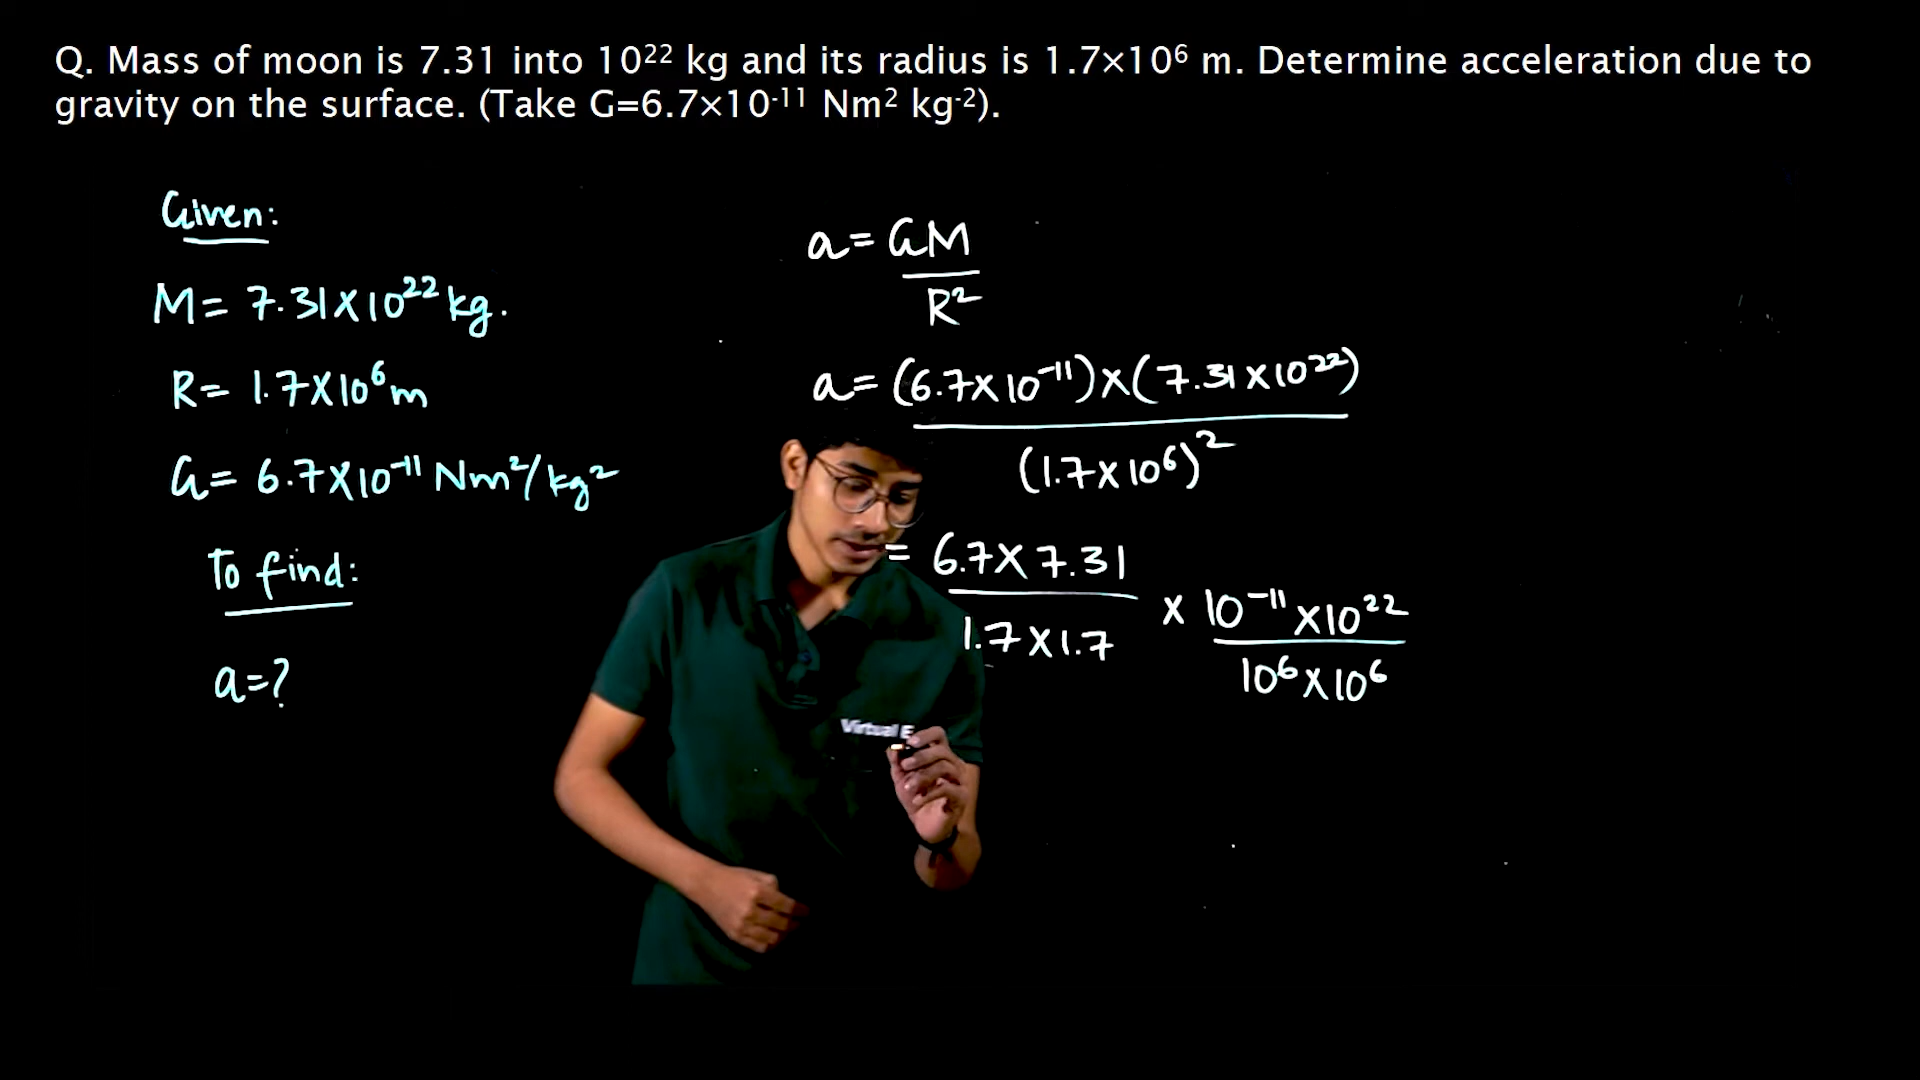 Q. Mass of moon is 7.31 into 10²² kg and its radius is 1.7×10⁶ m. Determine acceleration due to
gravity on the surface. (Take G=6.7×10⁻¹¹ Nm² kg⁻²).
Given:
M= 7.31×10²² kg.
R= 1.7×10⁶ m
G= 6.7×10⁻¹¹ Nm²/kg²
To find:
a=?
a= GM
R²
a= (6.7×10⁻¹¹)×(7.31×10²²)
(1.7×10⁶)²
= 6.7×7.31
1.7×1.7
× 10⁻¹¹×10²²
10⁶×10⁶
Virtual E